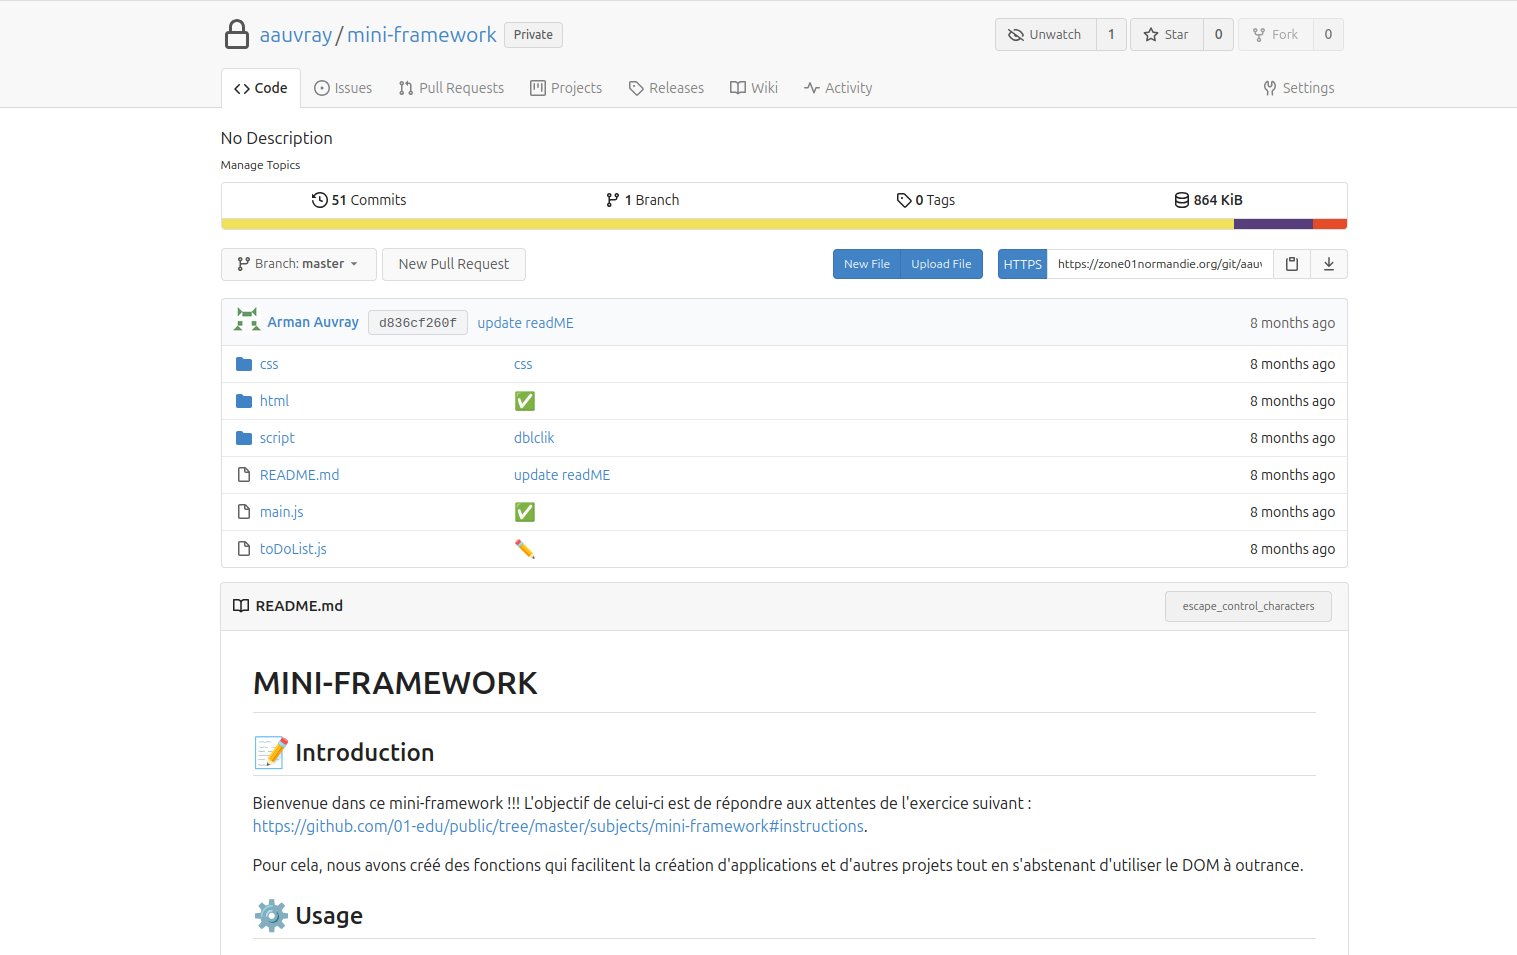 aauvray / mini-framework Private Unwatch 1 Star 0 Fork 0
Code Issues Pull Requests Projects Releases Wiki Activity Settings
No Description
Manage Topics
51 Commits 1 Branch 0 Tags 864 KiB
Branch: master New Pull Request New File Upload File HTTPS https://zone01normandie.org/git/aauv
Arman Auvray d836cf260f update readME 8 months ago
css css 8 months ago
html ✅ 8 months ago
script dblclik 8 months ago
README.md update readME 8 months ago
main.js ✅ 8 months ago
toDoList.js ✏️ 8 months ago
README.md escape_control_characters
MINI-FRAMEWORK
📝 Introduction
Bienvenue dans ce mini-framework !!! L'objectif de celui-ci est de répondre aux attentes de l'exercice suivant :
https://github.com/01-edu/public/tree/master/subjects/mini-framework#instructions.
Pour cela, nous avons créé des fonctions qui facilitent la création d'applications et d'autres projets tout en s'abstenant d'utiliser le DOM à outrance.
⚙️ Usage